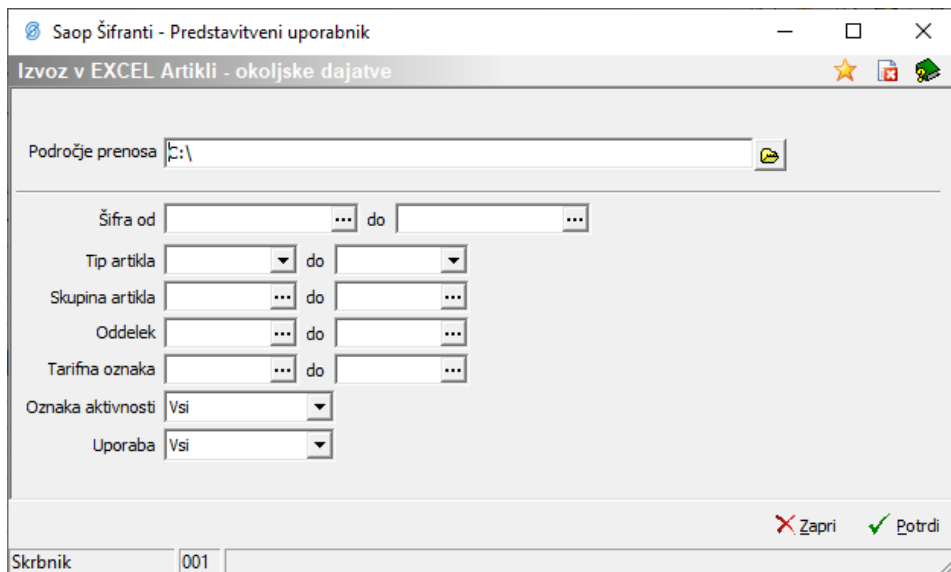 Saop Šifranti - Predstavitveni uporabnik
Izvoz v EXCEL Artikli - okoljske dajatve
Področje prenosa C:\
Šifra od ... do ...
Tip artikla do
Skupina artikla ... do ...
Oddelek ... do ...
Tarifna oznaka ... do ...
Oznaka aktivnosti Vsi
Uporaba Vsi
Zapri Potrdi
Skrbnik 001